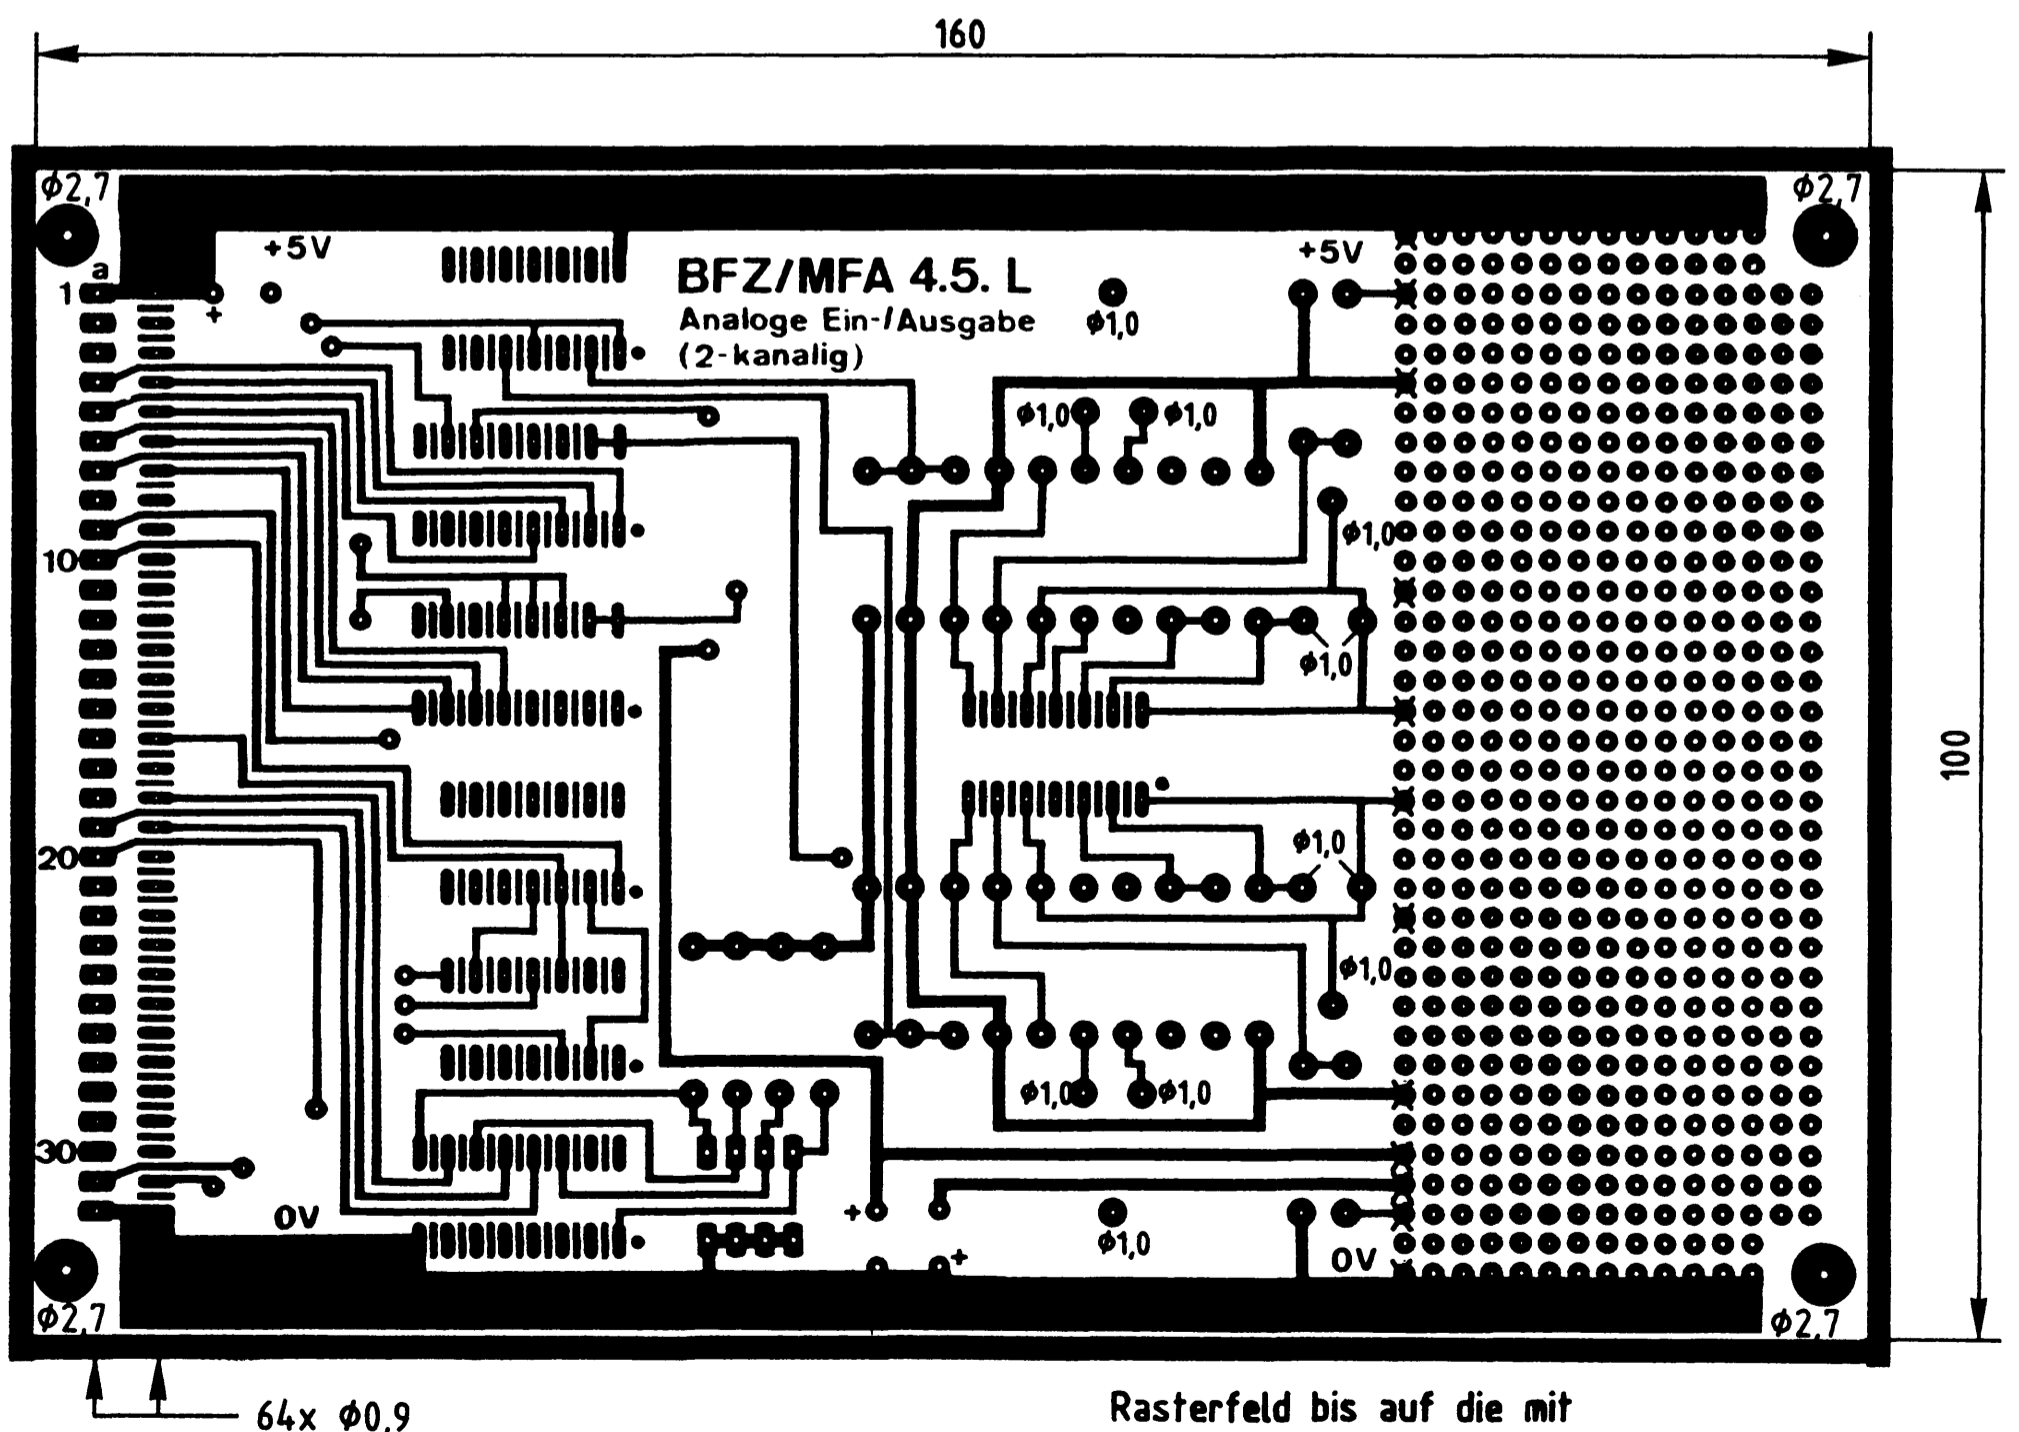 160
ϕ2,7
ϕ2,7
+5V
+5V
a
BFZ/MFA 4.5. L
1
+
Analoge Ein-/Ausgabe
ϕ1,0
(2-kanalig)
ϕ1,0
ϕ1,0
ϕ1,0
10
ϕ1,0
100
ϕ1,0
20
ϕ1,0
ϕ1,0
ϕ1,0
30
0V
+
ϕ1,0
+
0V
ϕ2,7
ϕ2,7
64x ϕ0,9
Rasterfeld bis auf die mit